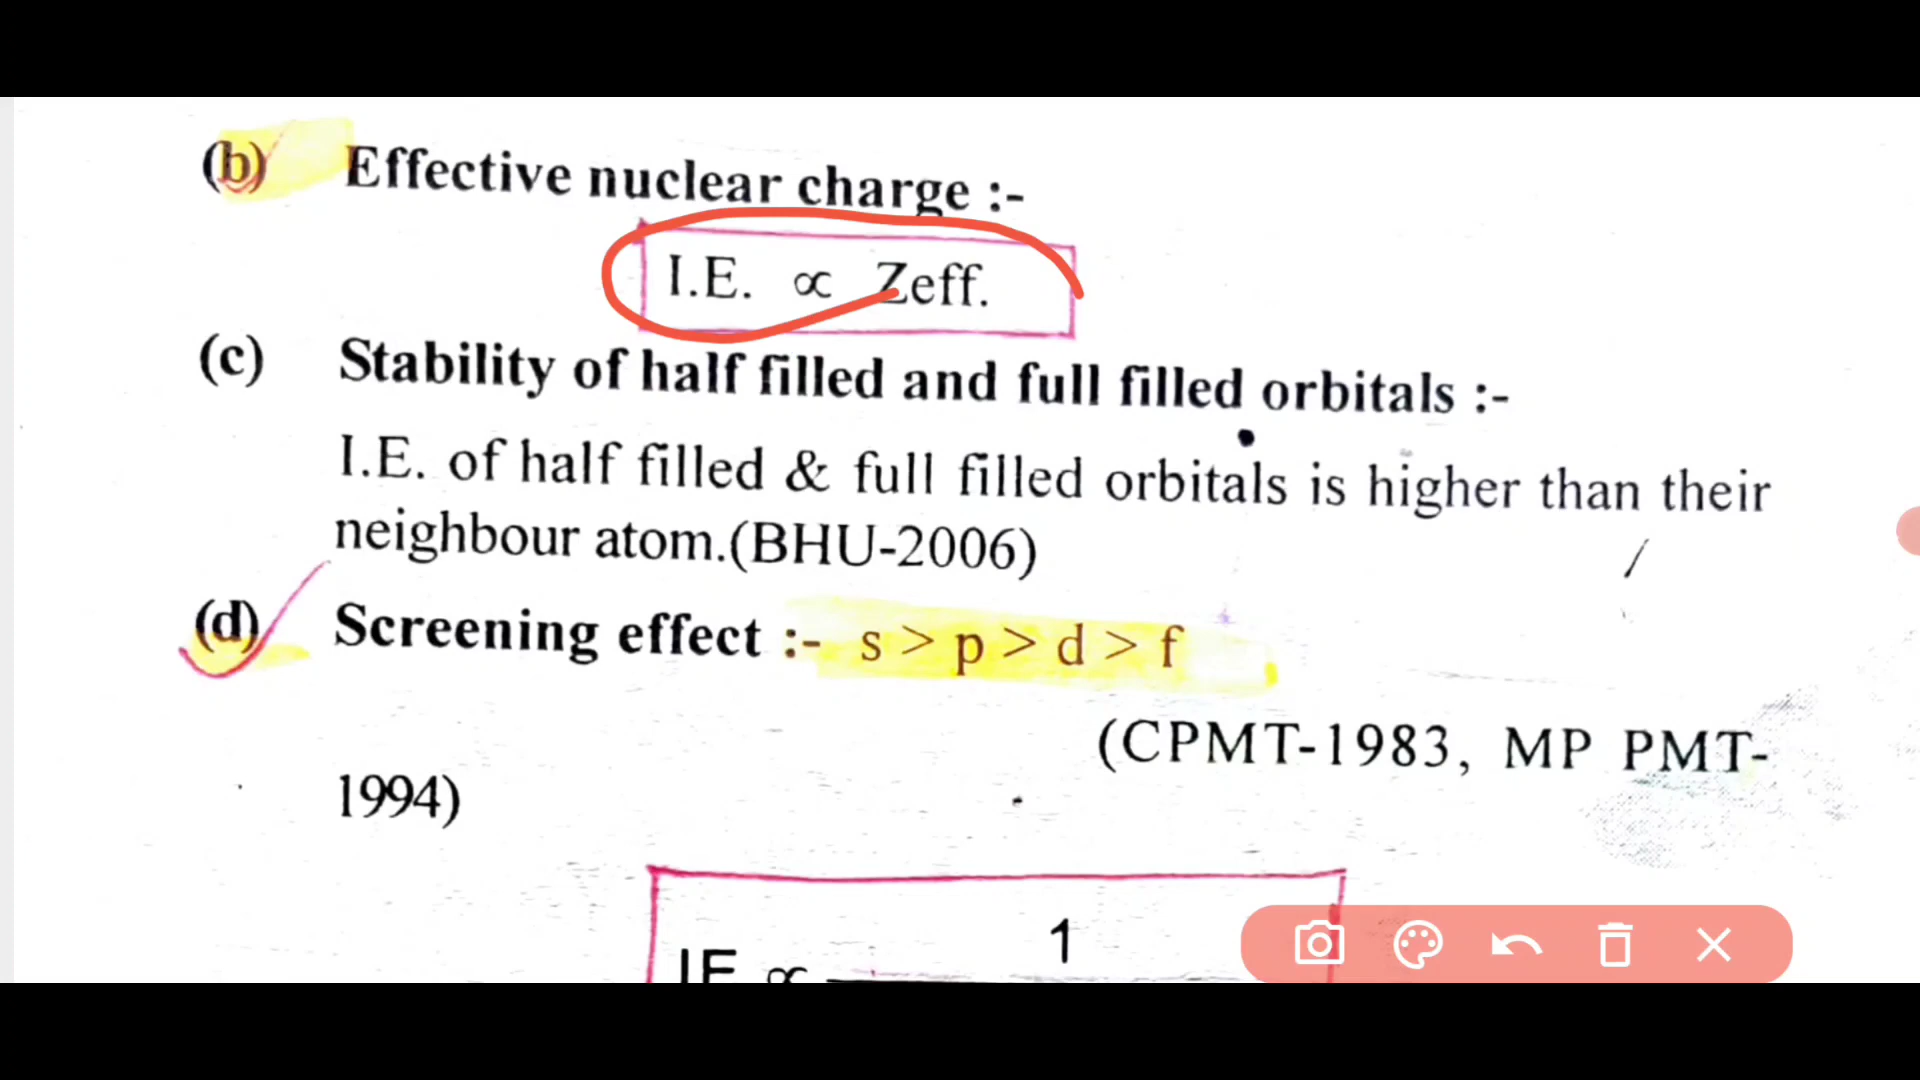 (b) Effective nuclear charge :-
I.E. ∝ Zeff.
(c) Stability of half filled and full filled orbitals :-
I.E. of half filled & full filled orbitals is higher than their
neighbour atom.(BHU-2006)
(d) Screening effect :- s > p > d > f
(CPMT-1983, MP PMT-
1994)
1
IE ∝